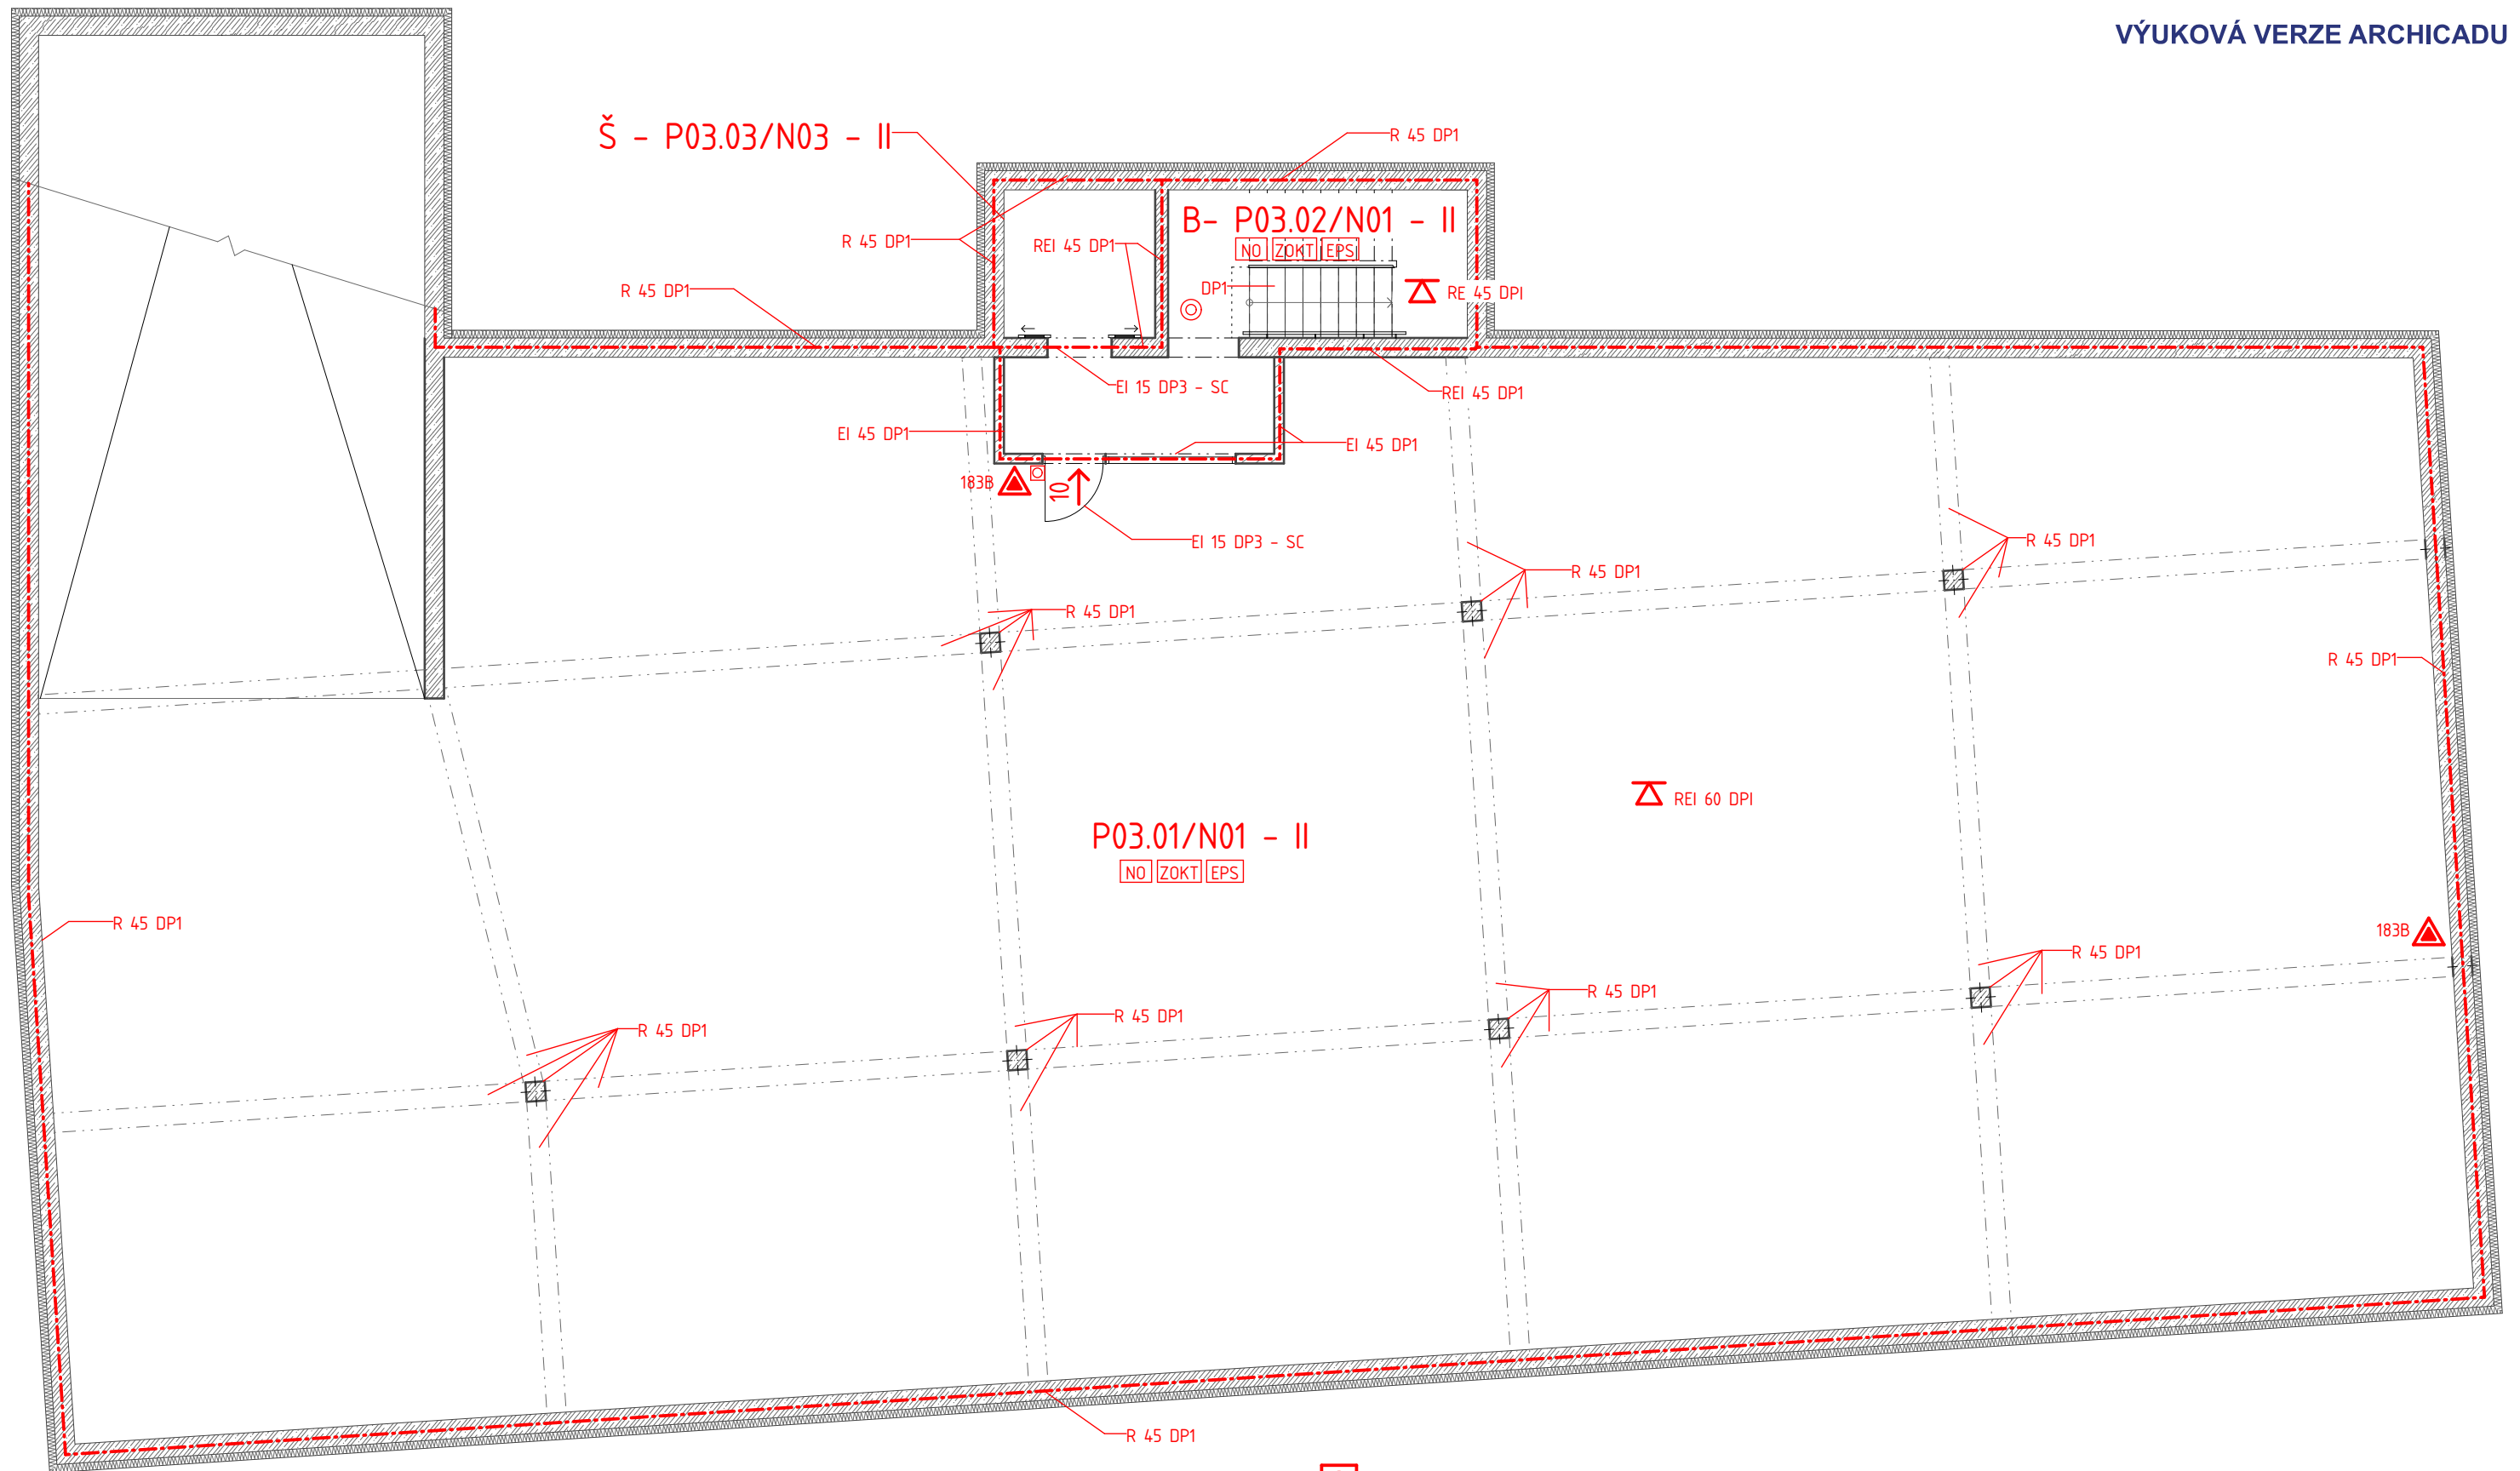 VÝUKOVÁ VERZE ARCHICADU
Š - P03.03/N03 - II
R 45 DP1
B- P03.02/N01 - II
R 45 DP1
REI 45 DP1
NO ZOKT EPS
R 45 DP1
DP1
RE 45 DPI
EI 15 DP3 - SC
REI 45 DP1
EI 45 DP1
EI 45 DP1
183B
10
EI 15 DP3 - SC
R 45 DP1
R 45 DP1
R 45 DP1
R 45 DP1
REI 60 DPI
P03.01/N01 - II
NO ZOKT EPS
R 45 DP1
183B
R 45 DP1
R 45 DP1
R 45 DP1
R 45 DP1
R 45 DP1